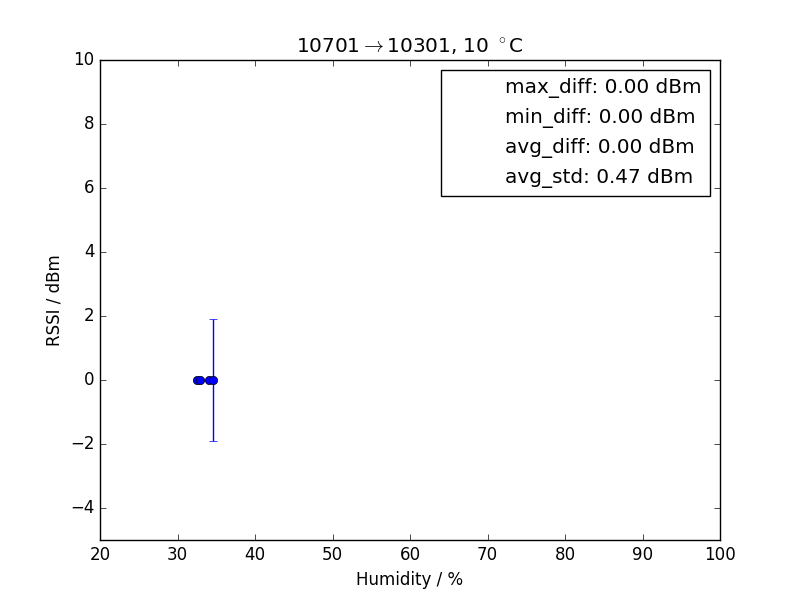 10701→10301, 10 °C
max_diff: 0.00 dBm
min_diff: 0.00 dBm
avg_diff: 0.00 dBm
avg_std: 0.47 dBm
10
8
6
4
2
0
−2
−4
RSSI / dBm
20 30 40 50 60 70 80 90 100
Humidity / %